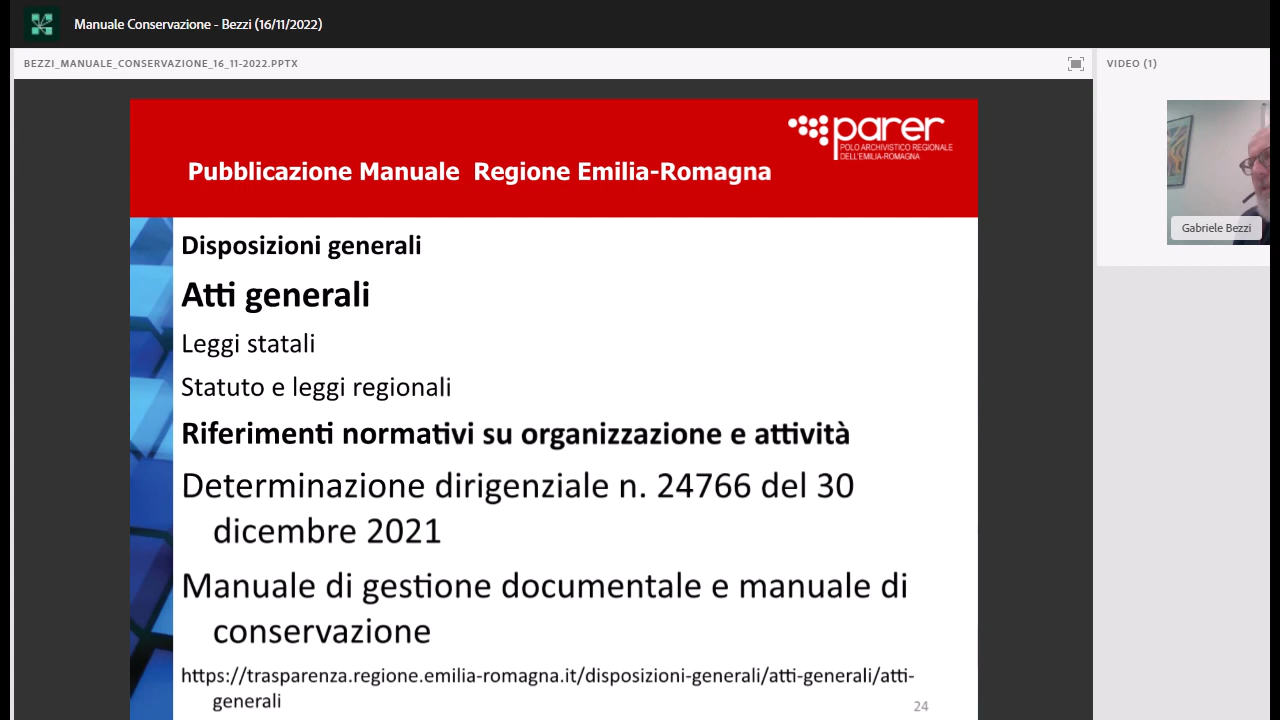 Manuale Conservazione - Bezzi (16/11/2022)
BEZZI_MANUALE_CONSERVAZIONE_16_11-2022.PPTX
VIDEO (1)
parer
POLO ARCHIVISTICO REGIONALE
DELL'EMILIA-ROMAGNA
Pubblicazione Manuale Regione Emilia-Romagna
Gabriele Bezzi
Disposizioni generali
Atti generali
Leggi statali
Statuto e leggi regionali
Riferimenti normativi su organizzazione e attività
Determinazione dirigenziale n. 24766 del 30
dicembre 2021
Manuale di gestione documentale e manuale di
conservazione
https://trasparenza.regione.emilia-romagna.it/disposizioni-generali/atti-generali/atti-
generali
24